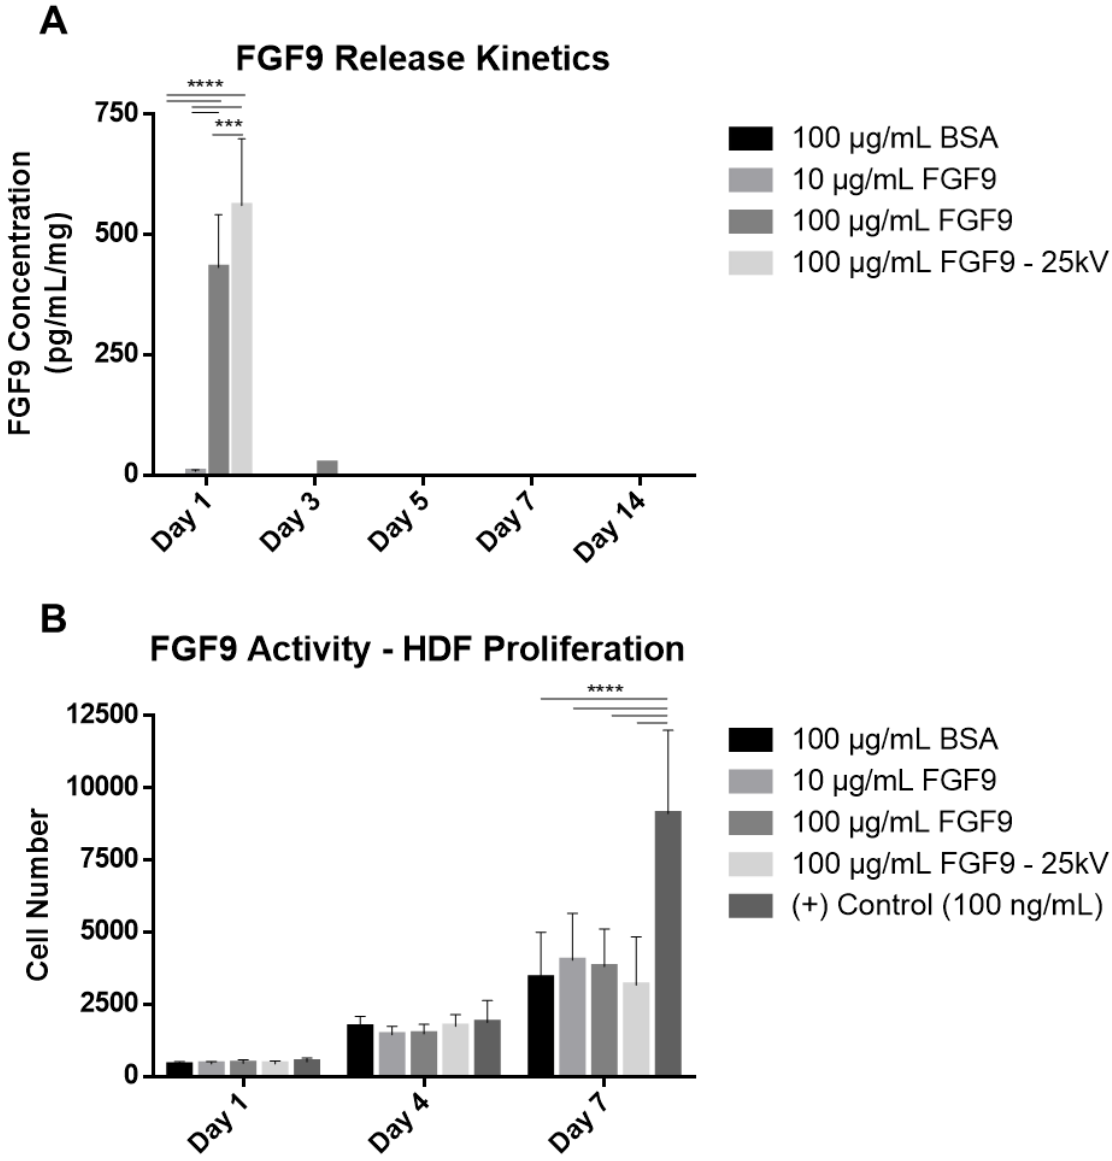 A
FGF9 Release Kinetics
****
***
750
500
250
0
FGF9 Concentration
(pg/mL/mg)
Day 1
Day 3
Day 5
Day 7
Day 14
100 µg/mL BSA
10 µg/mL FGF9
100 µg/mL FGF9
100 µg/mL FGF9 - 25kV
B
FGF9 Activity - HDF Proliferation
****
12500
10000
7500
5000
2500
0
Cell Number
Day 1
Day 4
Day 7
100 µg/mL BSA
10 µg/mL FGF9
100 µg/mL FGF9
100 µg/mL FGF9 - 25kV
(+) Control (100 ng/mL)